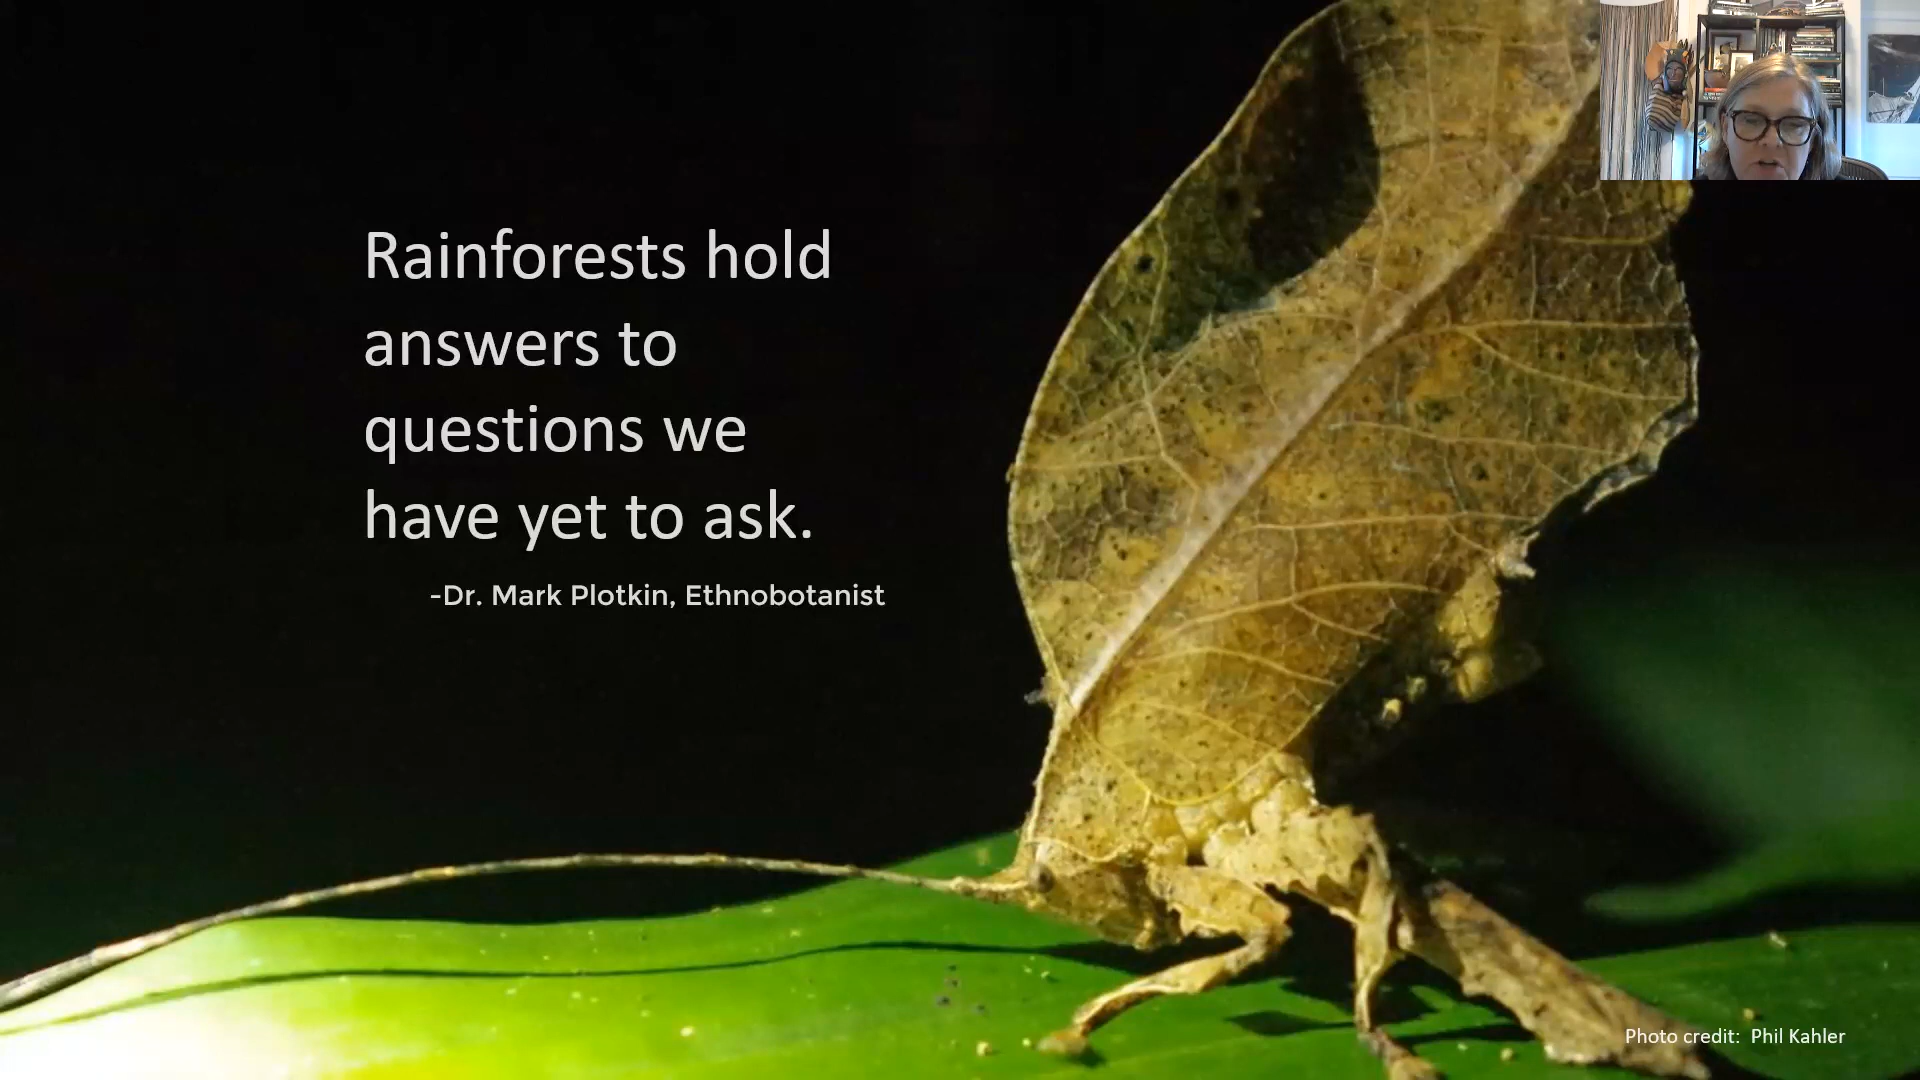 Rainforests hold
answers to
questions we
have yet to ask.
-Dr. Mark Plotkin, Ethnobotanist
Photo credit: Phil Kahler